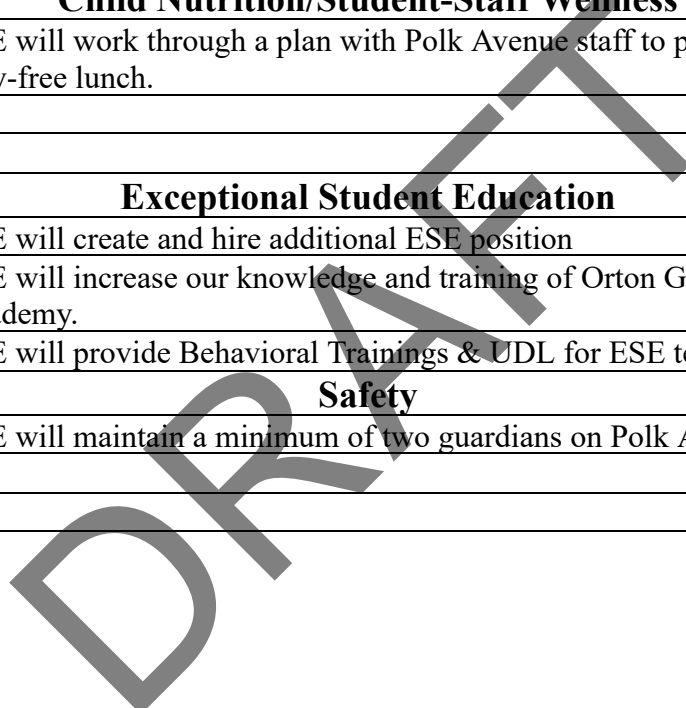 Child Nutrition/Student-Staff Wellness
E will work through a plan with Polk Avenue staff to p
y-free lunch.
Exceptional Student Education
E will create and hire additional ESE position
E will increase our knowledge and training of Orton G
demy.
E will provide Behavioral Trainings & UDL for ESE te
Safety
E will maintain a minimum of two guardians on Polk A
DRAFT